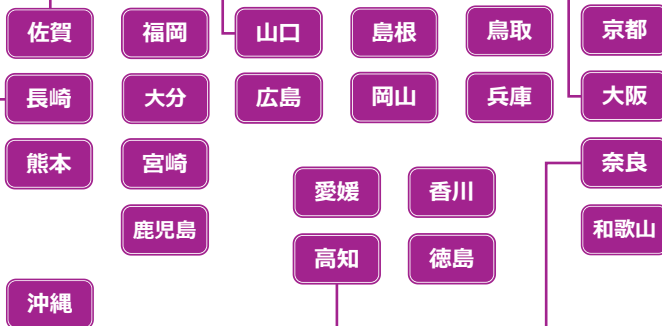 佐賀 福岡 山口 島根 鳥取 京都
長崎 大分 広島 岡山 兵庫 大阪
熊本 宮崎 愛媛 香川 奈良
鹿児島 高知 徳島 和歌山
沖縄